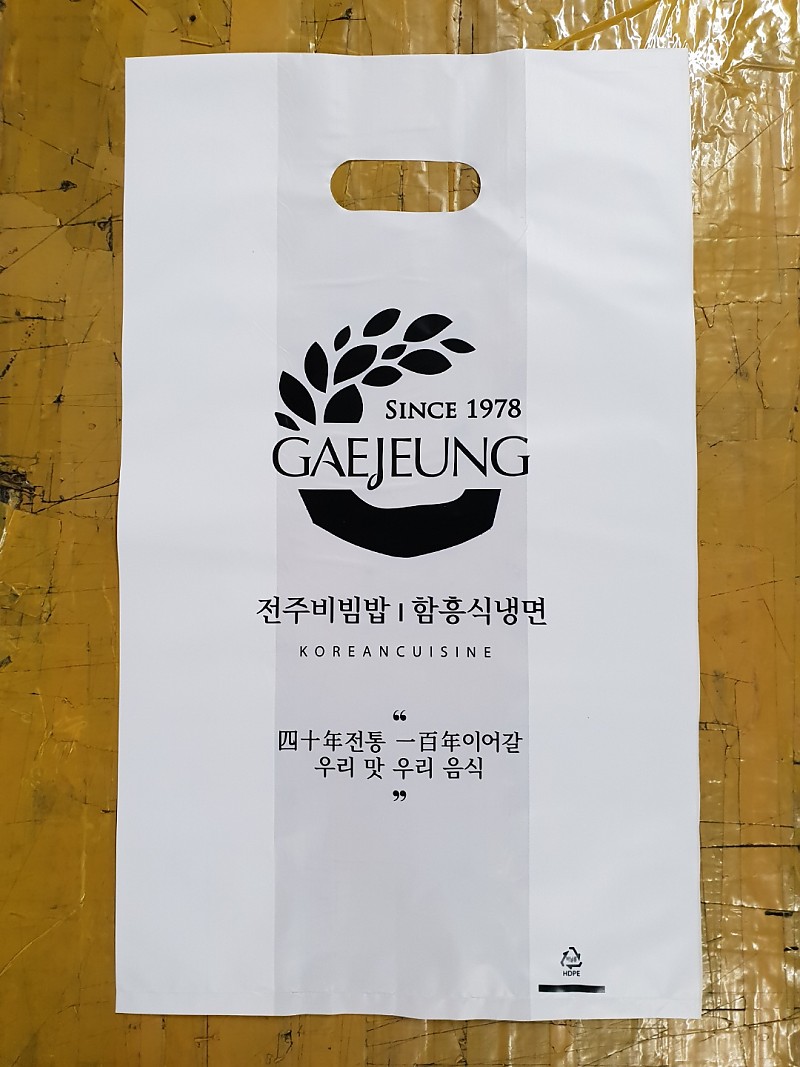 SINCE 1978
GAEJEUNG
전주비빔밥 | 함흥식냉면
KOREANCUISINE
“
四十年전통 一百年이어갈
우리 맛 우리 음식
”
HDPE